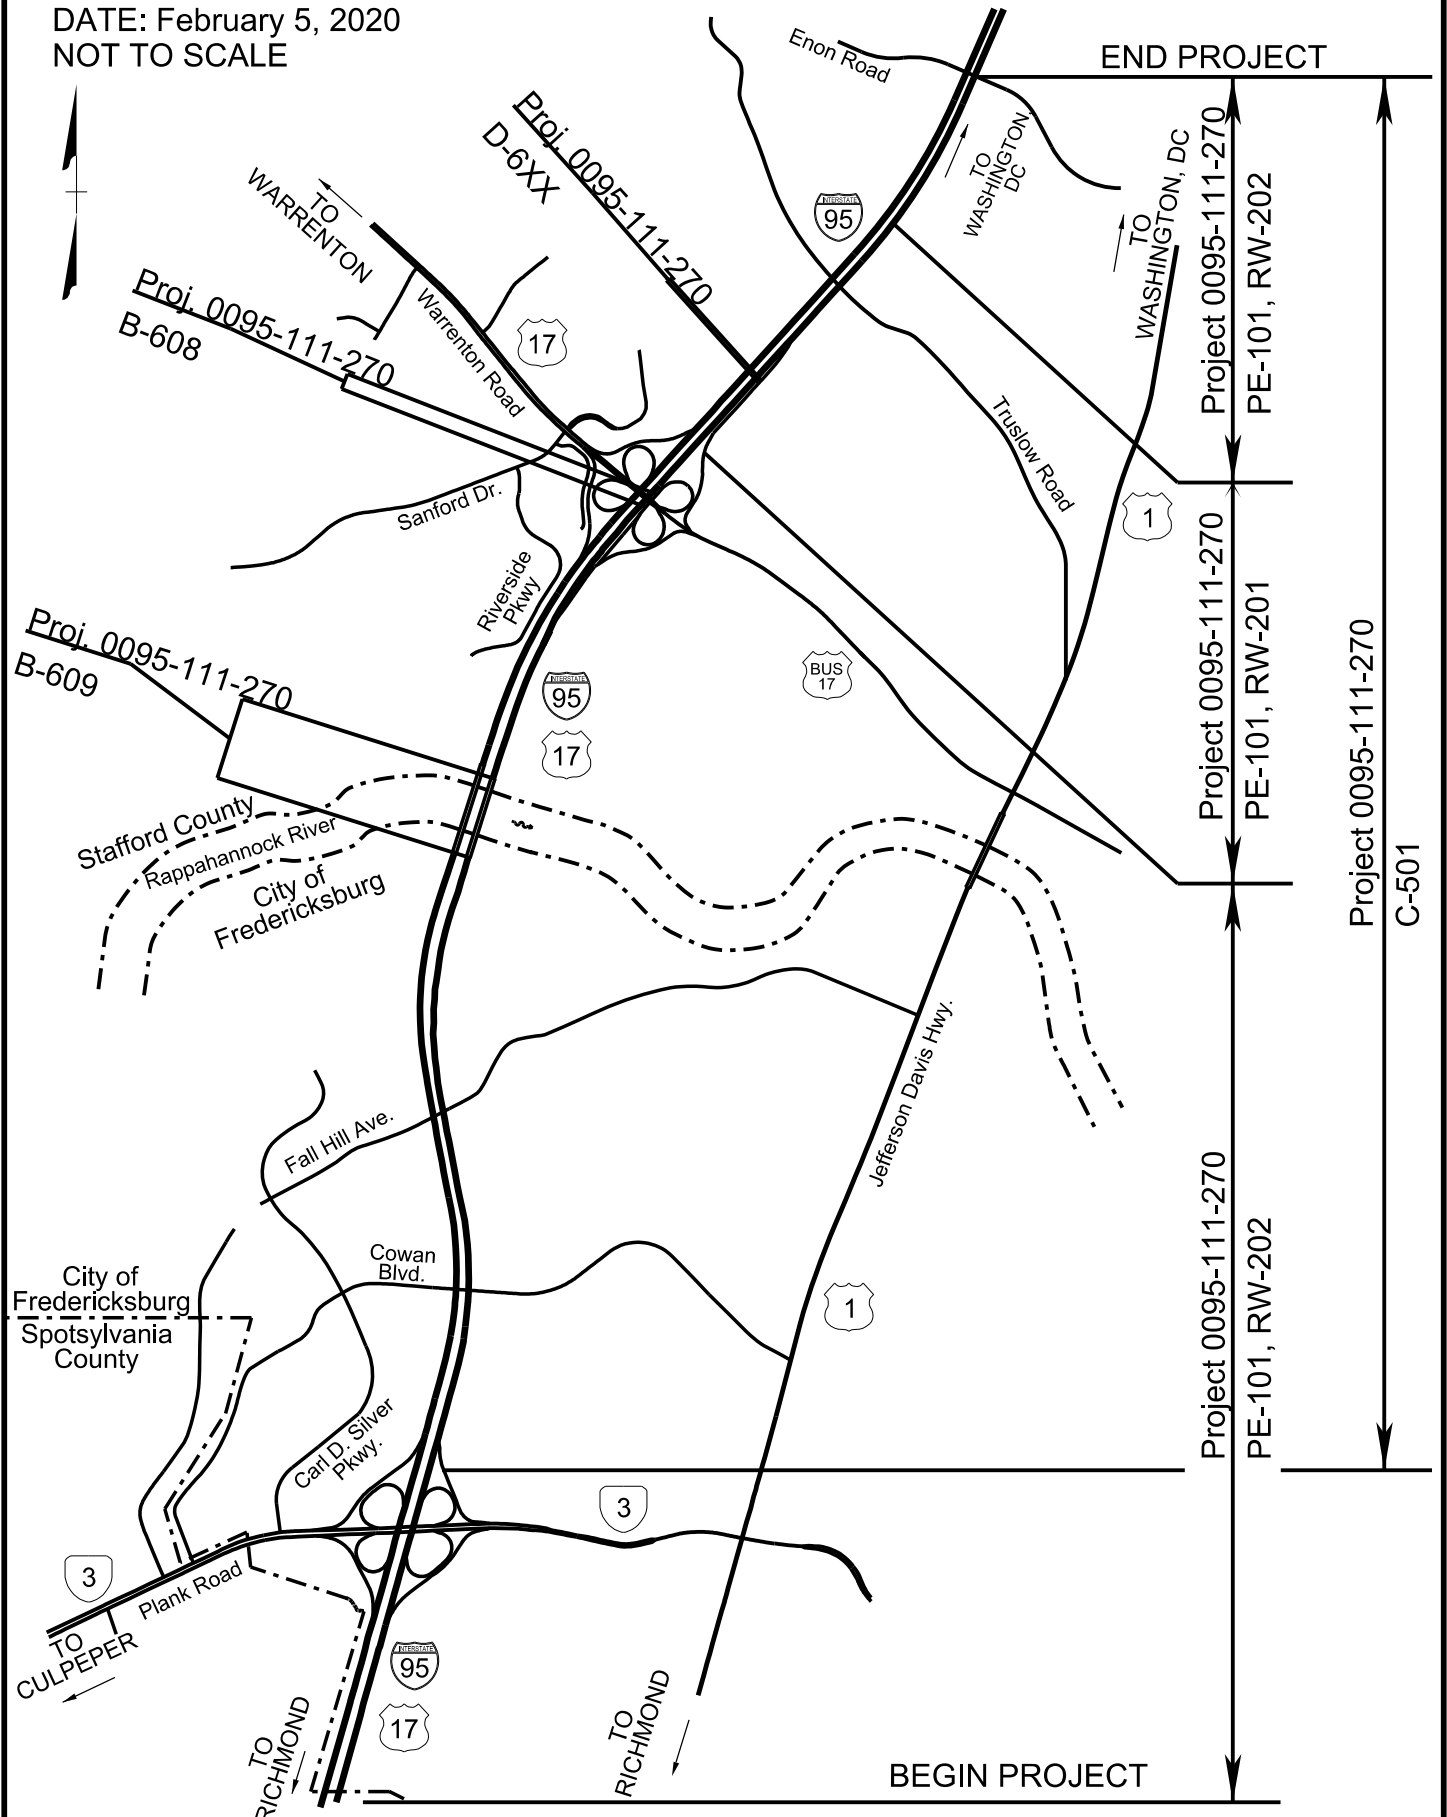 DATE: February 5, 2020
NOT TO SCALE
END PROJECT
Enon Road
Proj. 0095-111-270
D-6XX
TO
WASHINGTON,
DC
TO
WASHINGTON, DC
Project 0095-111-270
PE-101, RW-202
TO
WARRENTON
INTERSTATE
95
Proj. 0095-111-270
B-608
Warrenton Road
17
Truslow Road
Sanford Dr.
1
Riverside
Pkwy
Project 0095-111-270
PE-101, RW-201
Proj. 0095-111-270
B-609
INTERSTATE
95
17
BUS
17
Project 0095-111-270
C-501
Stafford County
Rappahannock River
City of
Fredericksburg
Jefferson Davis Hwy.
Fall Hill Ave.
Project 0095-111-270
PE-101, RW-202
Cowan
Blvd.
City of
Fredericksburg
Spotsylvania
County
1
Carl D. Silver
Pkwy.
3
3
Plank Road
TO
CULPEPER
INTERSTATE
95
17
TO
RICHMOND
TO
RICHMOND
BEGIN PROJECT